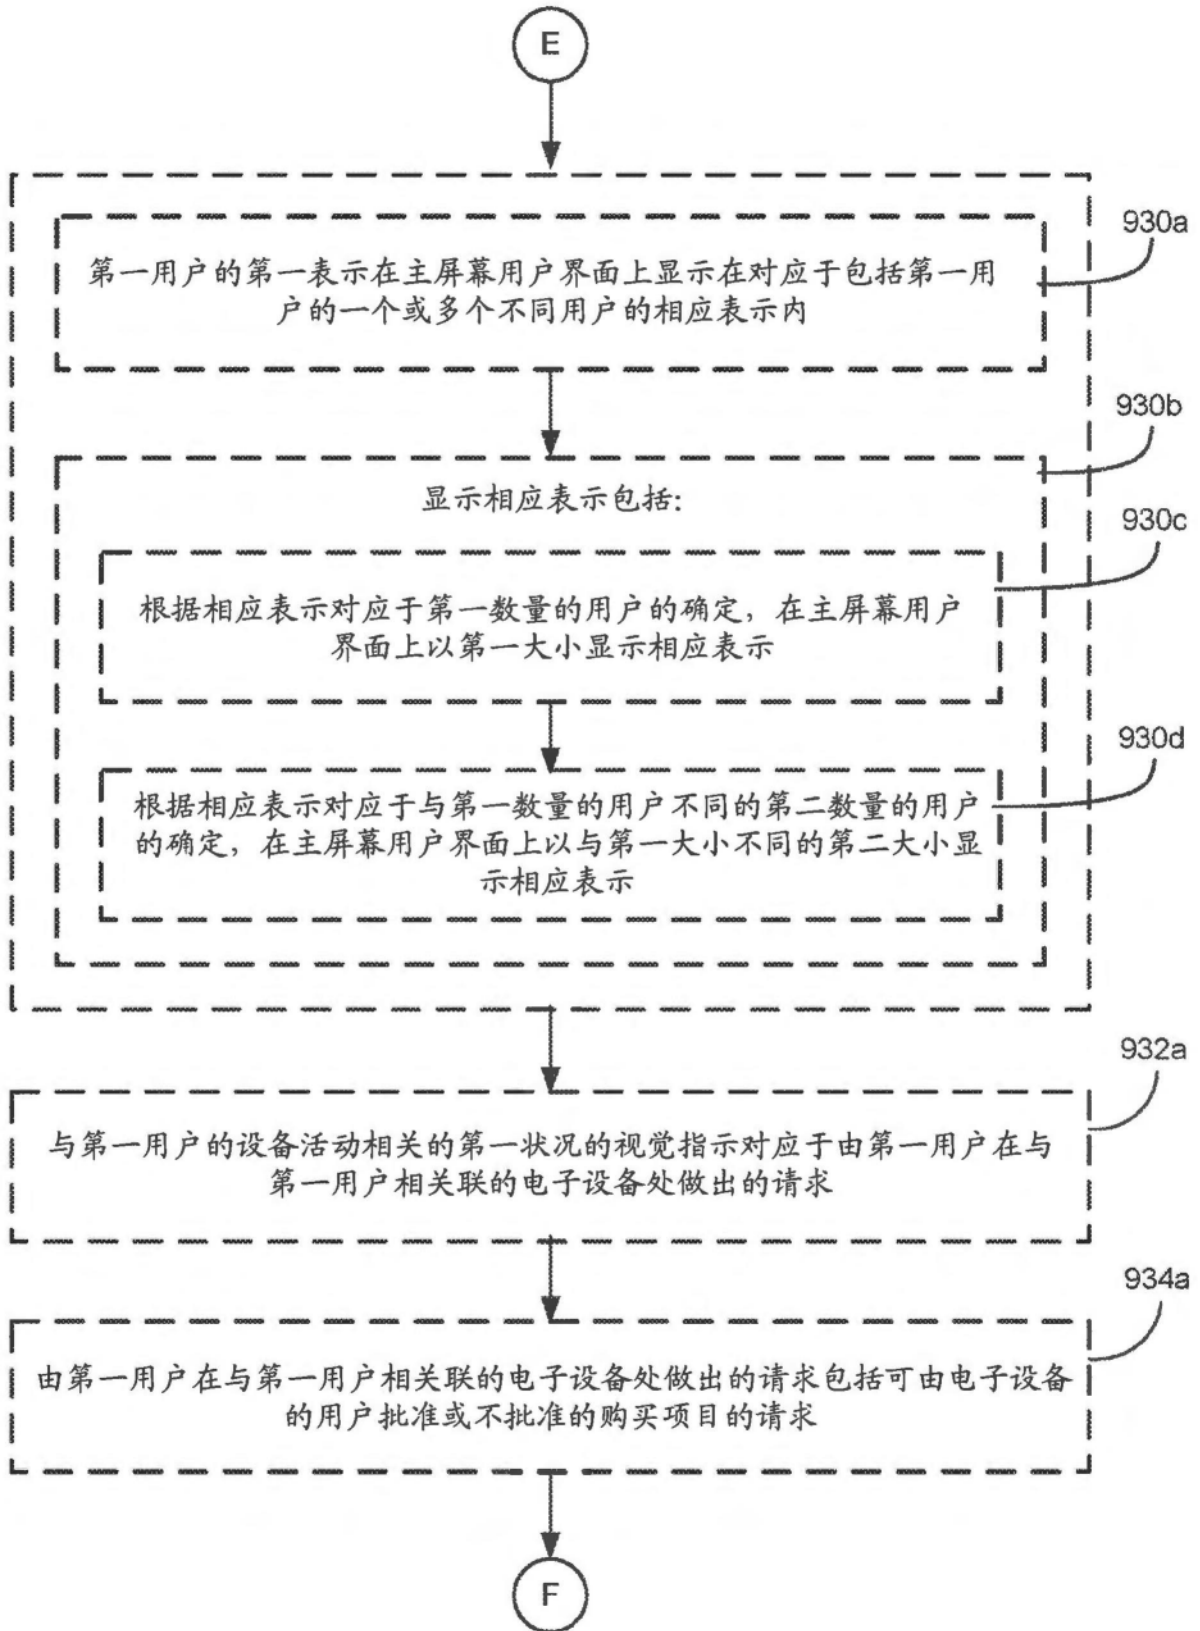 E
930a
第一用户的第一表示在主屏幕用户界面上显示在对应于包括第一用
户的一个或多个不同用户的相应表示内
930b
显示相应表示包括:
930c
根据相应表示对应于第一数量的用户的确定，在主屏幕用户
界面上以第一大小显示相应表示
930d
根据相应表示对应于与第一数量的用户不同的第二数量的用户
的确定，在主屏幕用户界面上以与第一大小不同的第二大小显
示相应表示
932a
与第一用户的设备活动相关的第一状况的视觉指示对应于由第一用户在与
第一用户相关联的电子设备处做出的请求
934a
由第一用户在与第一用户相关联的电子设备处做出的请求包括可由电子设备
的用户批准或不批准的购买项目的请求
F